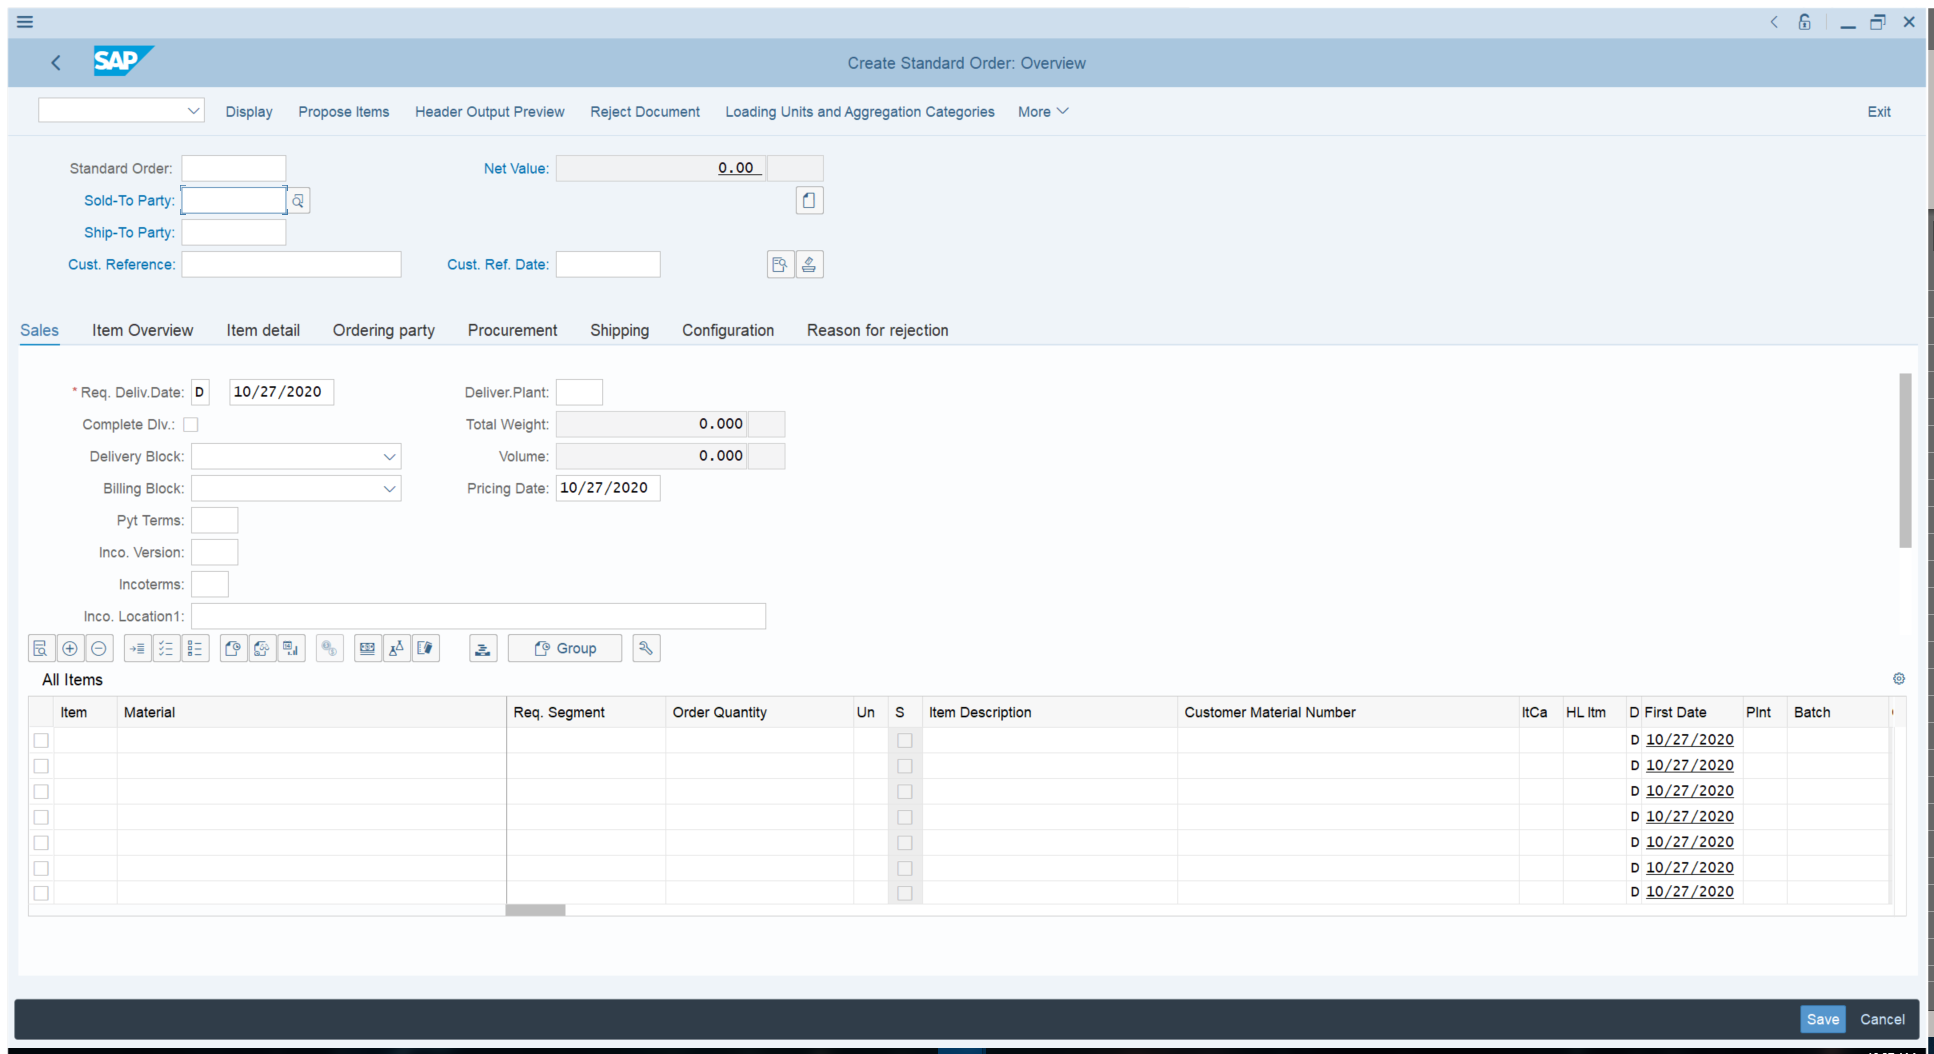 SAP
Create Standard Order: Overview
Display Propose Items Header Output Preview Reject Document Loading Units and Aggregation Categories More Exit
Standard Order: Net Value: 0.00
Sold-To Party:
Ship-To Party:
Cust. Reference: Cust. Ref. Date:
Sales Item Overview Item detail Ordering party Procurement Shipping Configuration Reason for rejection
* Req. Deliv.Date: D 10/27/2020 Deliver.Plant:
Complete Dlv.: Total Weight: 0.000
Delivery Block: Volume: 0.000
Billing Block: Pricing Date: 10/27/2020
Pyt Terms:
Inco. Version:
Incoterms:
Inco. Location1:
Group
All Items
Item Material Req. Segment Order Quantity Un S Item Description Customer Material Number ItCa HL Itm D First Date Plnt Batch
D 10/27/2020
D 10/27/2020
D 10/27/2020
D 10/27/2020
D 10/27/2020
D 10/27/2020
D 10/27/2020
Save Cancel